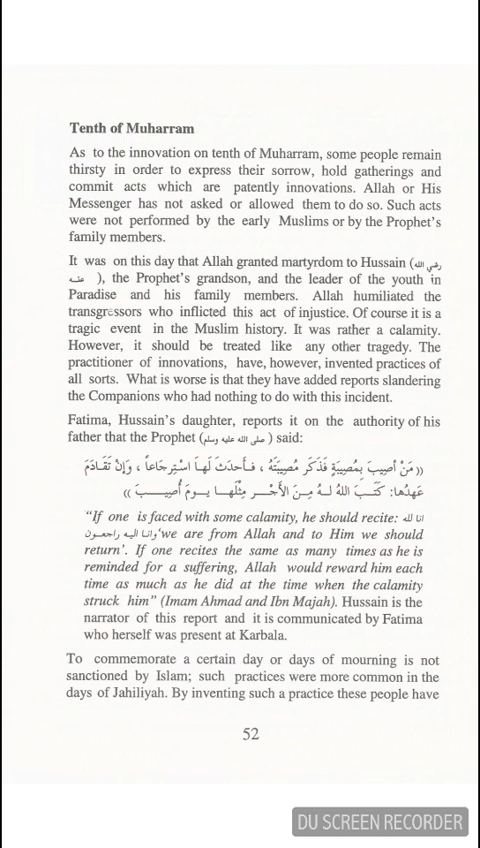 Tenth of Muharram
As to the innovation on tenth of Muharram, some people remain
thirsty in order to express their sorrow, hold gatherings and
commit acts which are patently innovations. Allah or His
Messenger has not asked or allowed them to do so. Such acts
were not performed by the early Muslims or by the Prophet's
family members.
It was on this day that Allah granted martyrdom to Hussain (رضي الله
عنه ), the Prophet's grandson, and the leader of the youth in
Paradise and his family members. Allah humiliated the
transgressors who inflicted this act of injustice. Of course it is a
tragic event in the Muslim history. It was rather a calamity.
However, it should be treated like any other tragedy. The
practitioner of innovations, have, however, invented practices of
all sorts. What is worse is that they have added reports slandering
the Companions who had nothing to do with this incident.
Fatima, Hussain's daughter, reports it on the authority of his
father that the Prophet (صلى الله عليه وسلم) said:
«مَنْ أُصِيبَ بِمُصِيبَةٍ فَذَكَرَ مُصِيبَتَهُ ، فَأَحْدَثَ لَهَا اسْتِرْجَاعاً ، وَإِنْ تَقَادَمَ
عَهْدُهَا: كَتَبَ اللهُ لَهُ مِنَ الأَجْرِ مِثْلَهَا يَومَ أُصِيبَ»
"If one is faced with some calamity, he should recite: انا لله
وانا اليه راجعون'we are from Allah and to Him we should
return'. If one recites the same as many times as he is
reminded for a suffering, Allah would reward him each
time as much as he did at the time when the calamity
struck him" (Imam Ahmad and Ibn Majah). Hussain is the
narrator of this report and it is communicated by Fatima
who herself was present at Karbala.
To commemorate a certain day or days of mourning is not
sanctioned by Islam; such practices were more common in the
days of Jahiliyah. By inventing such a practice these people have
52
DU SCREEN RECORDER